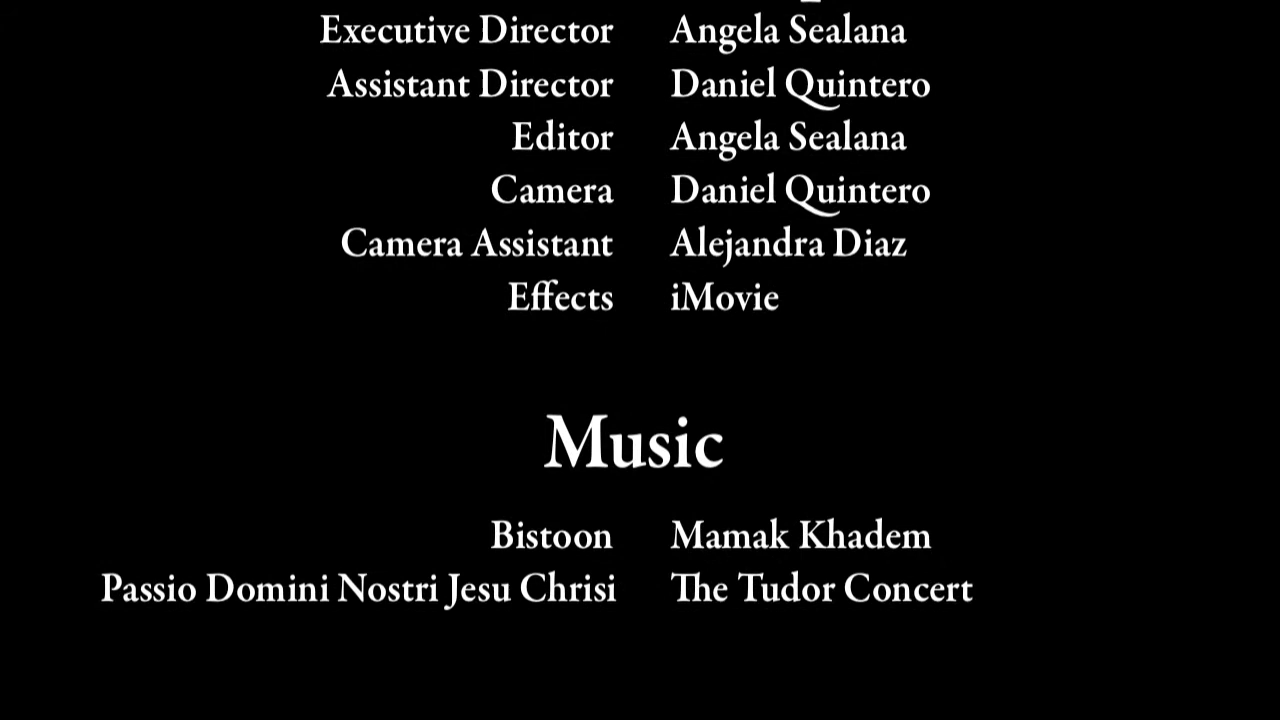 Executive Director Angela Sealana
Assistant Director Daniel Quintero
Editor Angela Sealana
Camera Daniel Quintero
Camera Assistant Alejandra Diaz
Effects iMovie
Music
Bistoon Mamak Khadem
Passio Domini Nostri Jesu Chrisi The Tudor Concert